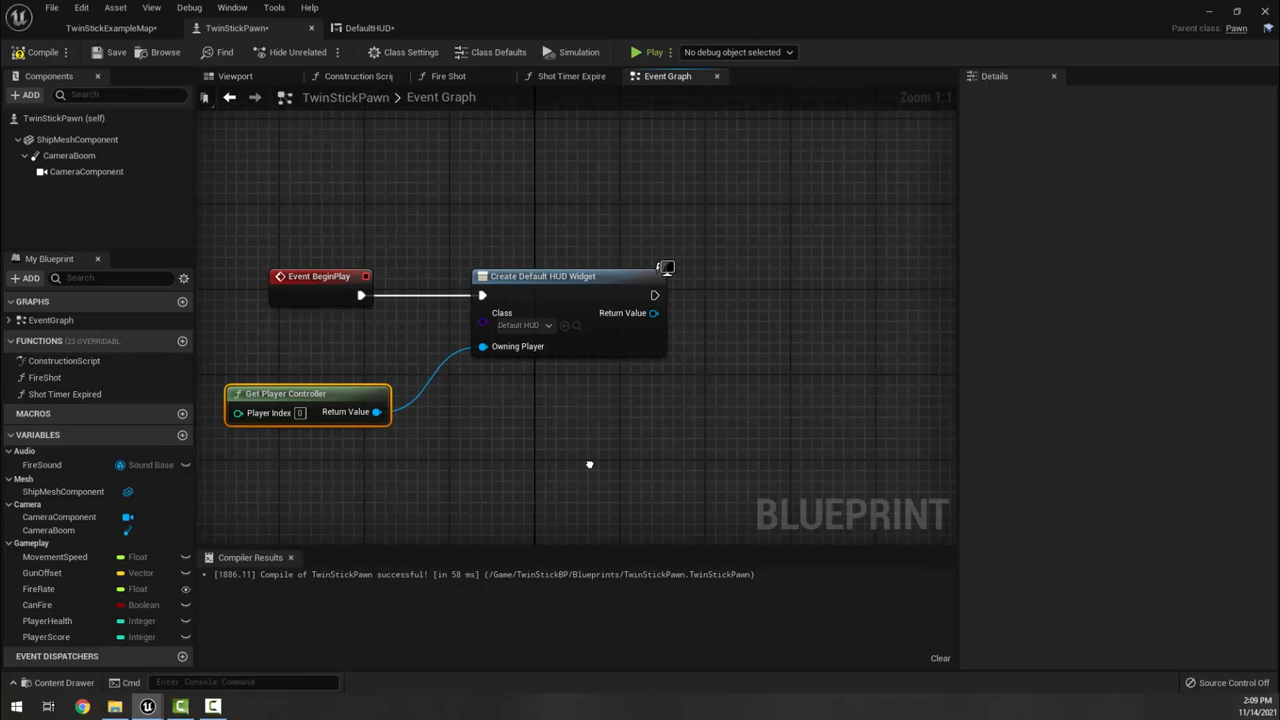 File Edit Asset View Debug Window Tools Help
TwinStickExampleMap•
TwinStickPawn•
DefaultHUD•
Parent class: Pawn
Compile
Save
Browse
Find
Hide Unrelated
Class Settings
Class Defaults
Simulation
Play
No debug object selected
Components
Viewport
Construction Scri
Fire Shot
Shot Timer Expire
Event Graph
Details
ADD
Search
TwinStickPawn > Event Graph
Zoom 1:1
TwinStickPawn (self)
ShipMeshComponent
CameraBoom
CameraComponent
My Blueprint
ADD
Search
GRAPHS
EventGraph
FUNCTIONS (23 OVERRIDABL
ConstructionScript
FireShot
Shot Timer Expired
MACROS
VARIABLES
Audio
FireSound Sound Base
Mesh
ShipMeshComponent
Camera
CameraComponent
CameraBoom
Gameplay
MovementSpeed Float
GunOffset Vector
FireRate Float
CanFire Boolean
PlayerHealth Integer
PlayerScore Integer
EVENT DISPATCHERS
Event BeginPlay
Create Default HUD Widget
Class
Default HUD
Return Value
Owning Player
Get Player Controller
Player Index 0
Return Value
BLUEPRINT
Compiler Results
[1886.11] Compile of TwinStickPawn successful! [in 58 ms] (/Game/TwinStickBP/Blueprints/TwinStickPawn.TwinStickPawn)
Clear
Content Drawer
Cmd
Enter Console Command
Source Control Off
2:09 PM
11/14/2021